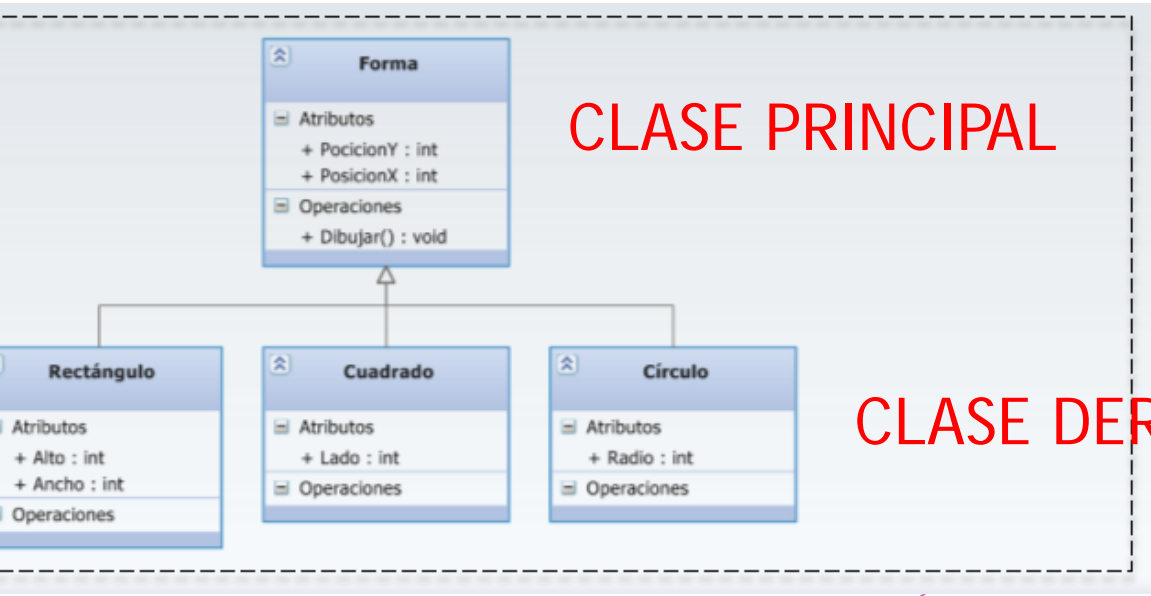 Forma
Atributos
+ PocicionY : int
+ PosicionX : int
Operaciones
+ Dibujar() : void
CLASE PRINCIPAL
Rectángulo
Atributos
+ Alto : int
+ Ancho : int
Operaciones
Cuadrado
Atributos
+ Lado : int
Operaciones
Círculo
Atributos
+ Radio : int
Operaciones
CLASE DER